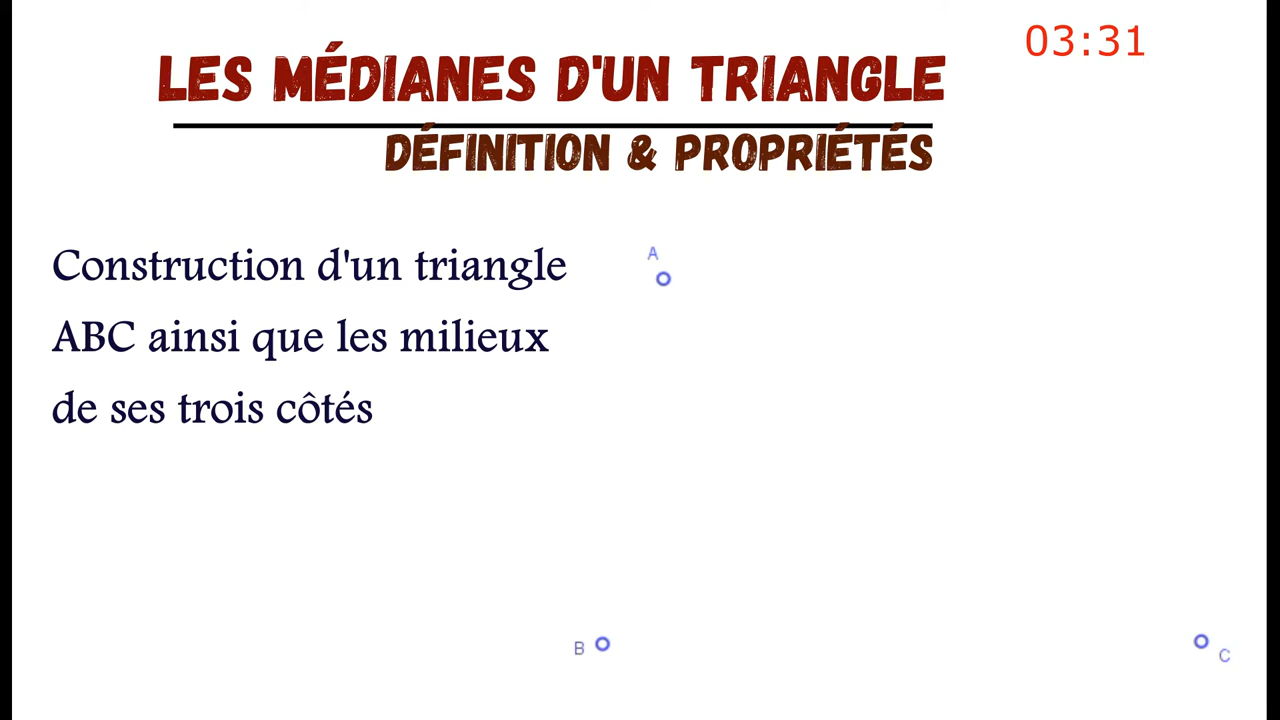 03:31
LES MÉDIANES D'UN TRIANGLE
DÉFINITION & PROPRIÉTÉS
Construction d'un triangle
ABC ainsi que les milieux
de ses trois côtés
A
B
C